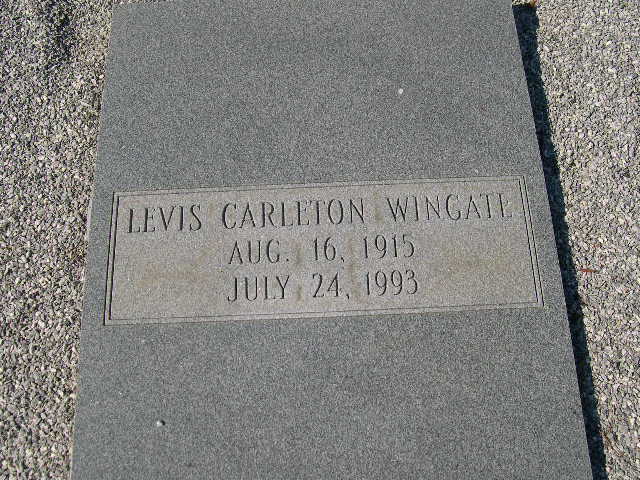 LEVIS CARLETON WINGATE
AUG. 16, 1915
JULY 24, 1993